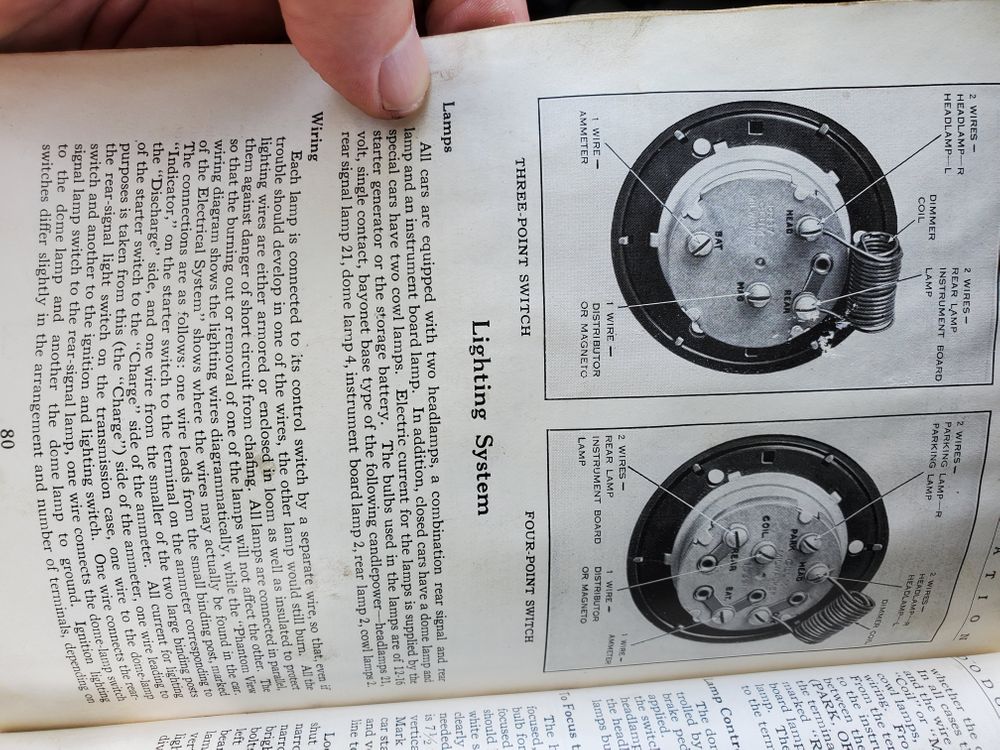 2 WIRES—
HEADLAMP—R
HEADLAMP—L
DIMMER
COIL
2 WIRES—
REAR LAMP
INSTRUMENT BOARD
LAMP
HEAD
REAR
BAT
MAG
1 WIRE—
AMMETER
1 WIRE—
DISTRIBUTOR
OR MAGNETO
THREE-POINT SWITCH
2 WIRES—
PARKING LAMP—R
PARKING LAMP—
2 WIRES—
HEADLAMP—R
HEADLAMP—L
DIMMER COIL
PARK
HEAD
COIL
REAR
BAT
2 WIRES—
REAR LAMP
INSTRUMENT BOARD
LAMP
1 WIRE—
DISTRIBUTOR
OR MAGNETO
1 WIRE—
AMMETER
FOUR-POINT SWITCH
Lighting System
Lamps
All cars are equipped with two headlamps, a combination rear signal and rear
lamp and an instrument board lamp. In addition, closed cars have a dome lamp and
special cars have two cowl lamps. Electric current for the lamps is supplied by the
starter generator or the storage battery. The bulbs used in the lamps are of 12-16
volt, single contact, bayonet base type of the following candlepower—headlamps 21,
rear signal lamp 21, dome lamp 4, instrument board lamp 2, rear lamp 2, cowl lamps 2.
Wiring
Each lamp is connected to its control switch by a separate wire, so that, even if
trouble should develop in one of the wires, the other lamp would still burn. All the
lighting wires are either armored or enclosed in loom as well as insulated to protect
them against danger of short circuit from chafing. All lamps are connected in parallel
so that the burning out or removal of one of the lamps will not affect the other. The
wiring diagram shows the lighting wires diagrammatically, while the "Phantom View
of the Electrical System" shows where the wires may actually be found in the car.
The connections are as follows: one wire leads from the small binding post, marked
"Indicator," on the starter switch to the terminal on the ammeter corresponding to
the "Discharge" side, and one wire from the smaller of the two large binding posts
of the starter switch to the "Charge" side of the ammeter. All current for lighting
purposes is taken from this (the "Charge") side of the ammeter, one wire leading to
the rear-signal light switch on the transmission case, one wire to the dome-lamp
switch and another to the ignition and lighting switch. One wire connects the rear-
signal lamp switch to the rear-signal lamp, one wire connects the dome-lamp switch
to the dome lamp and another the dome lamp to ground. Ignition lighting
switches differ slightly in the arrangement and number of terminals, depending on
80